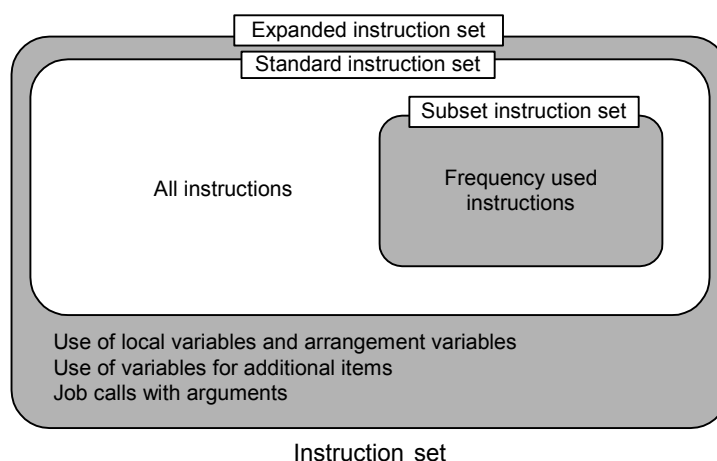 Expanded instruction set
Standard instruction set
Subset instruction set
All instructions
Frequency used
instructions
Use of local variables and arrangement variables
Use of variables for additional items
Job calls with arguments
Instruction set